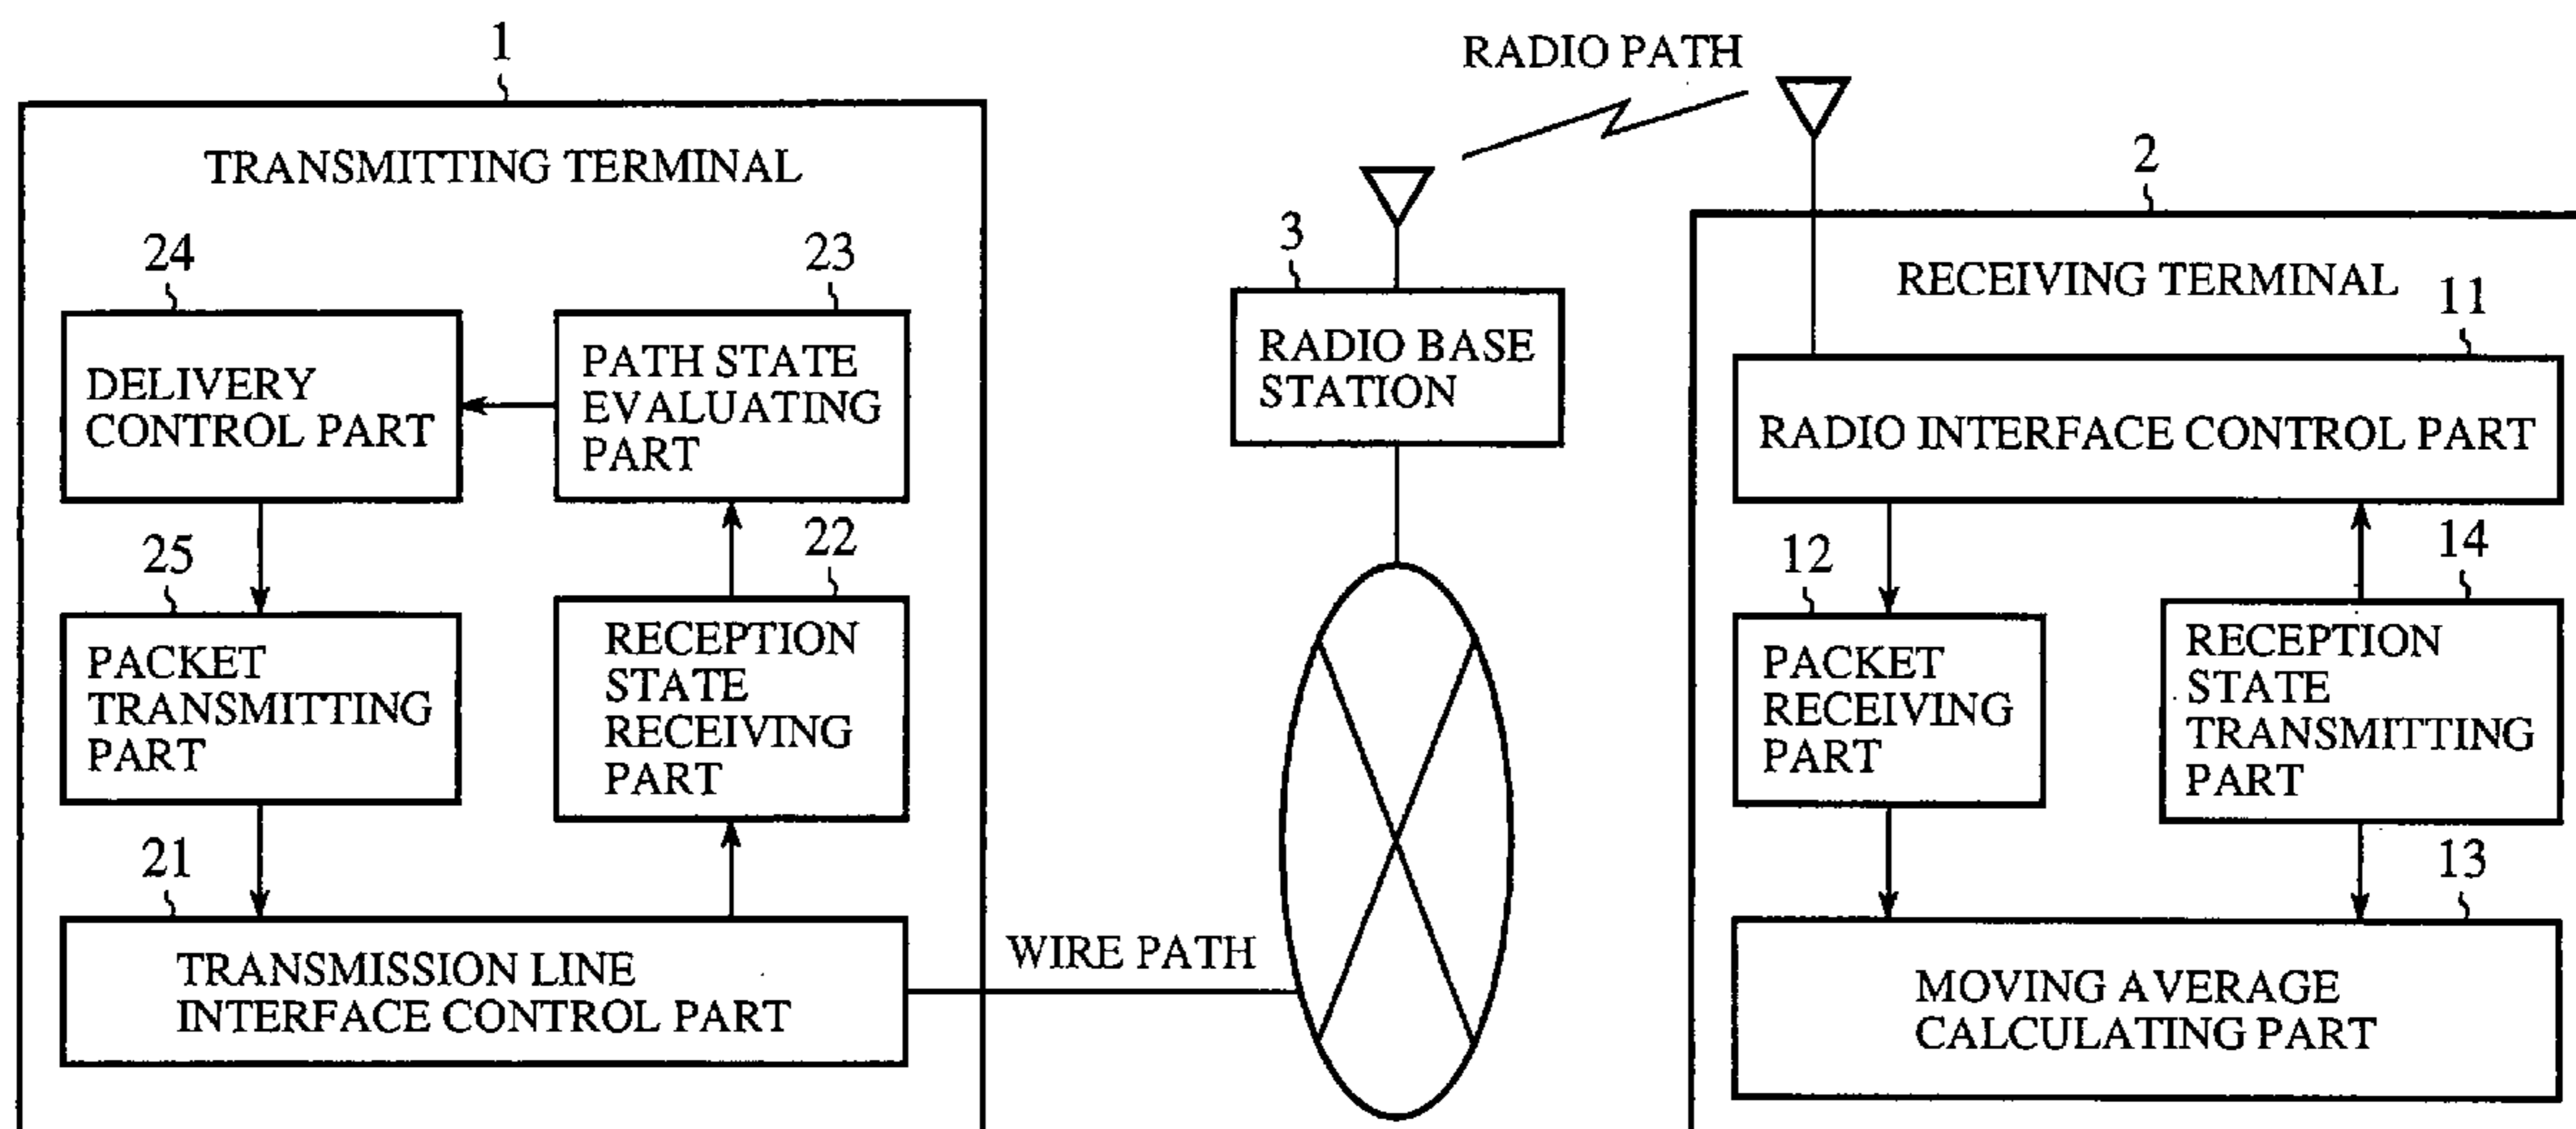 1
TRANSMITTING TERMINAL
24
DELIVERY
CONTROL PART
23
PATH STATE
EVALUATING
PART
25
PACKET
TRANSMITTING
PART
22
RECEPTION
STATE
RECEIVING
PART
21
TRANSMISSION LINE
INTERFACE CONTROL PART
WIRE PATH
RADIO PATH
3
RADIO BASE
STATION
2
RECEIVING TERMINAL
11
RADIO INTERFACE CONTROL PART
12
PACKET
RECEIVING
PART
14
RECEPTION
STATE
TRANSMITTING
PART
13
MOVING AVERAGE
CALCULATING PART